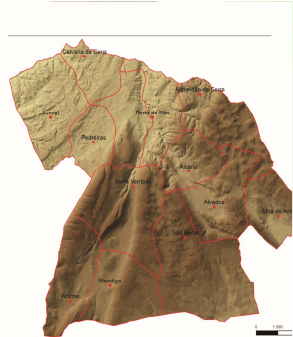 Calvaria de Cima
Alqueidão da Serra
Juncal
Porto de Mós
Pedreiras
Alcaria
Serro Ventoso
Alvados
Mira de Aire
São Bento
Mendiga
Arrimal
0
1.000